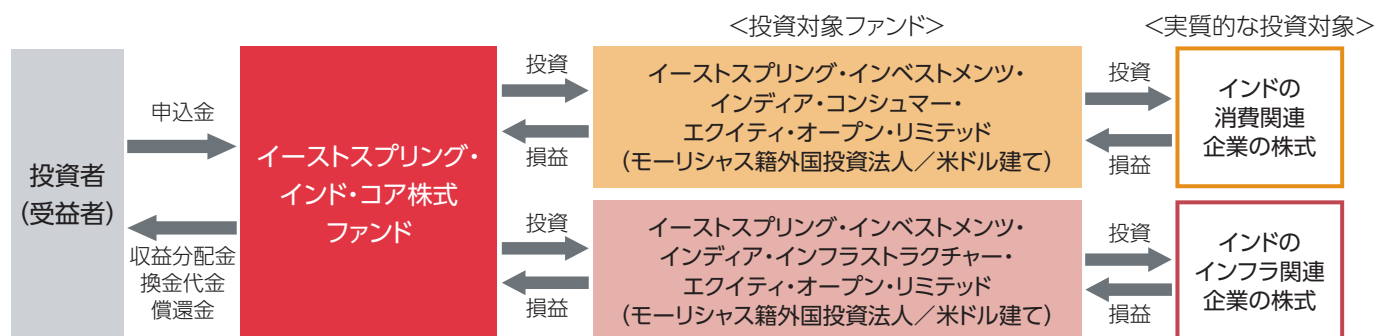 <投資対象ファンド>
<実質的な投資対象>
投資者
(受益者)
申込金
収益分配金
換金代金
償還金
イーストスプリング・
インド・コア株式
ファンド
投資
損益
イーストスプリング・インベストメンツ・
インディア・コンシュマー・
エクイティ・オープン・リミテッド
(モーリシャス籍外国投資法人／米ドル建て)
投資
損益
インドの
消費関連
企業の株式
投資
損益
イーストスプリング・インベストメンツ・
インディア・インフラストラクチャー・
エクイティ・オープン・リミテッド
(モーリシャス籍外国投資法人／米ドル建て)
投資
損益
インドの
インフラ関連
企業の株式